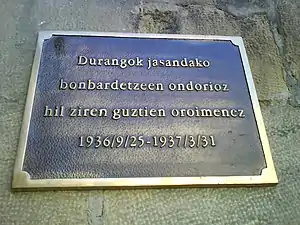 Durangok jasandako
bonbardetzeen ondorioz
hil ziren guztien oroimenez
1936/9/25-1937/3/31